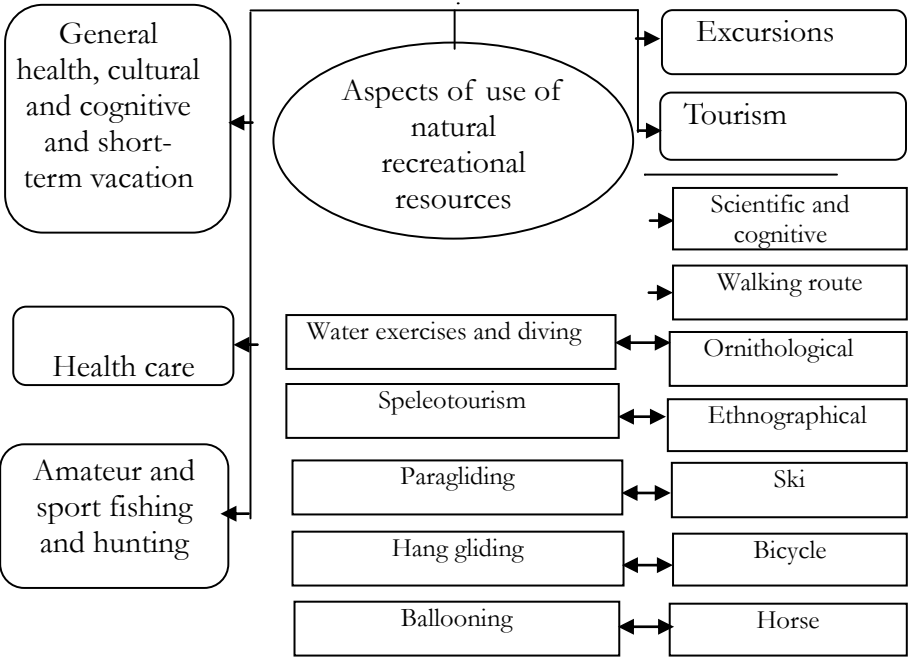 General
health, cultural
and cognitive
and short-
term vacation
Aspects of use of
natural
recreational
resources
Excursions
Tourism
Scientific and
cognitive
Walking route
Health care
Water exercises and diving
Ornithological
Speleotourism
Ethnographical
Amateur and
sport fishing
and hunting
Paragliding
Ski
Hang gliding
Bicycle
Ballooning
Horse